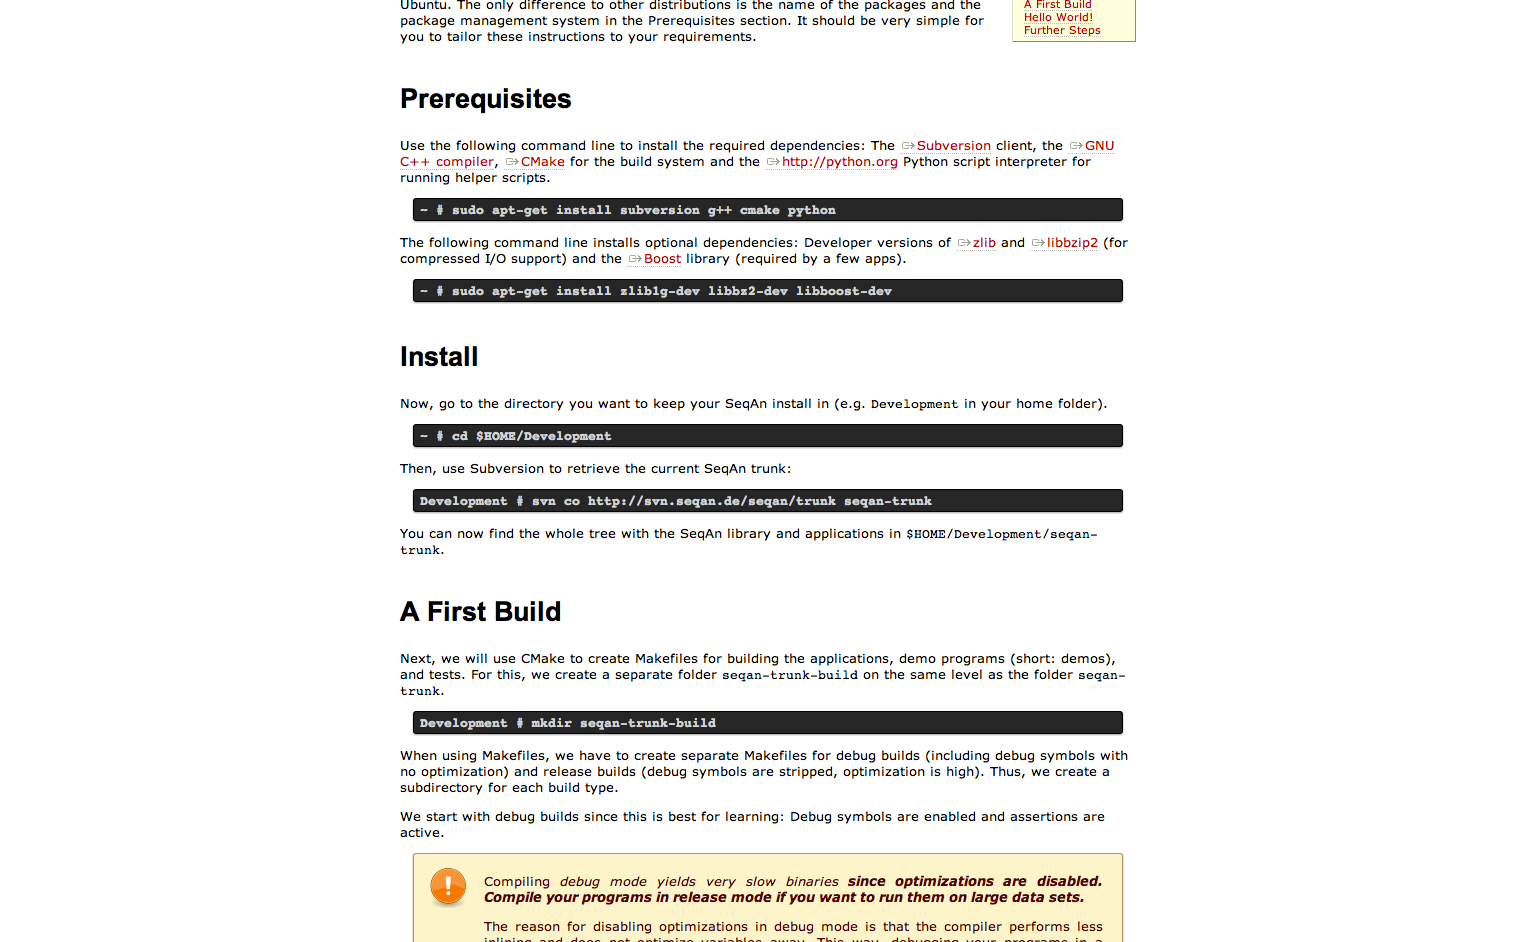 Ubuntu. The only difference to other distributions is the name of the packages and the
package management system in the Prerequisites section. It should be very simple for
you to tailor these instructions to your requirements.
A First Build
Hello World!
Further Steps
Prerequisites
Use the following command line to install the required dependencies: The Subversion client, the GNU
C++ compiler, CMake for the build system and the http://python.org Python script interpreter for
running helper scripts.
~ # sudo apt-get install subversion g++ cmake python
The following command line installs optional dependencies: Developer versions of zlib and libbzip2 (for
compressed I/O support) and the Boost library (required by a few apps).
~ # sudo apt-get install zlib1g-dev libbz2-dev libboost-dev
Install
Now, go to the directory you want to keep your SeqAn install in (e.g. Development in your home folder).
~ # cd $HOME/Development
Then, use Subversion to retrieve the current SeqAn trunk:
Development # svn co http://svn.seqan.de/seqan/trunk seqan-trunk
You can now find the whole tree with the SeqAn library and applications in $HOME/Development/seqan-
trunk.
A First Build
Next, we will use CMake to create Makefiles for building the applications, demo programs (short: demos),
and tests. For this, we create a separate folder seqan-trunk-build on the same level as the folder seqan-
trunk.
Development # mkdir seqan-trunk-build
When using Makefiles, we have to create separate Makefiles for debug builds (including debug symbols with
no optimization) and release builds (debug symbols are stripped, optimization is high). Thus, we create a
subdirectory for each build type.
We start with debug builds since this is best for learning: Debug symbols are enabled and assertions are
active.
Compiling debug mode yields very slow binaries since optimizations are disabled.
Compile your programs in release mode if you want to run them on large data sets.
The reason for disabling optimizations in debug mode is that the compiler performs less
inlining and does not optimize variables away. This way, debugging your programs in a